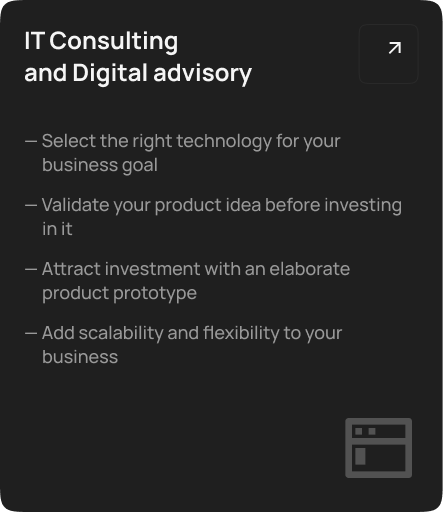 IT Consulting
and Digital advisory
— Select the right technology for your
business goal
— Validate your product idea before investing
in it
— Attract investment with an elaborate
product prototype
— Add scalability and flexibility to your
business